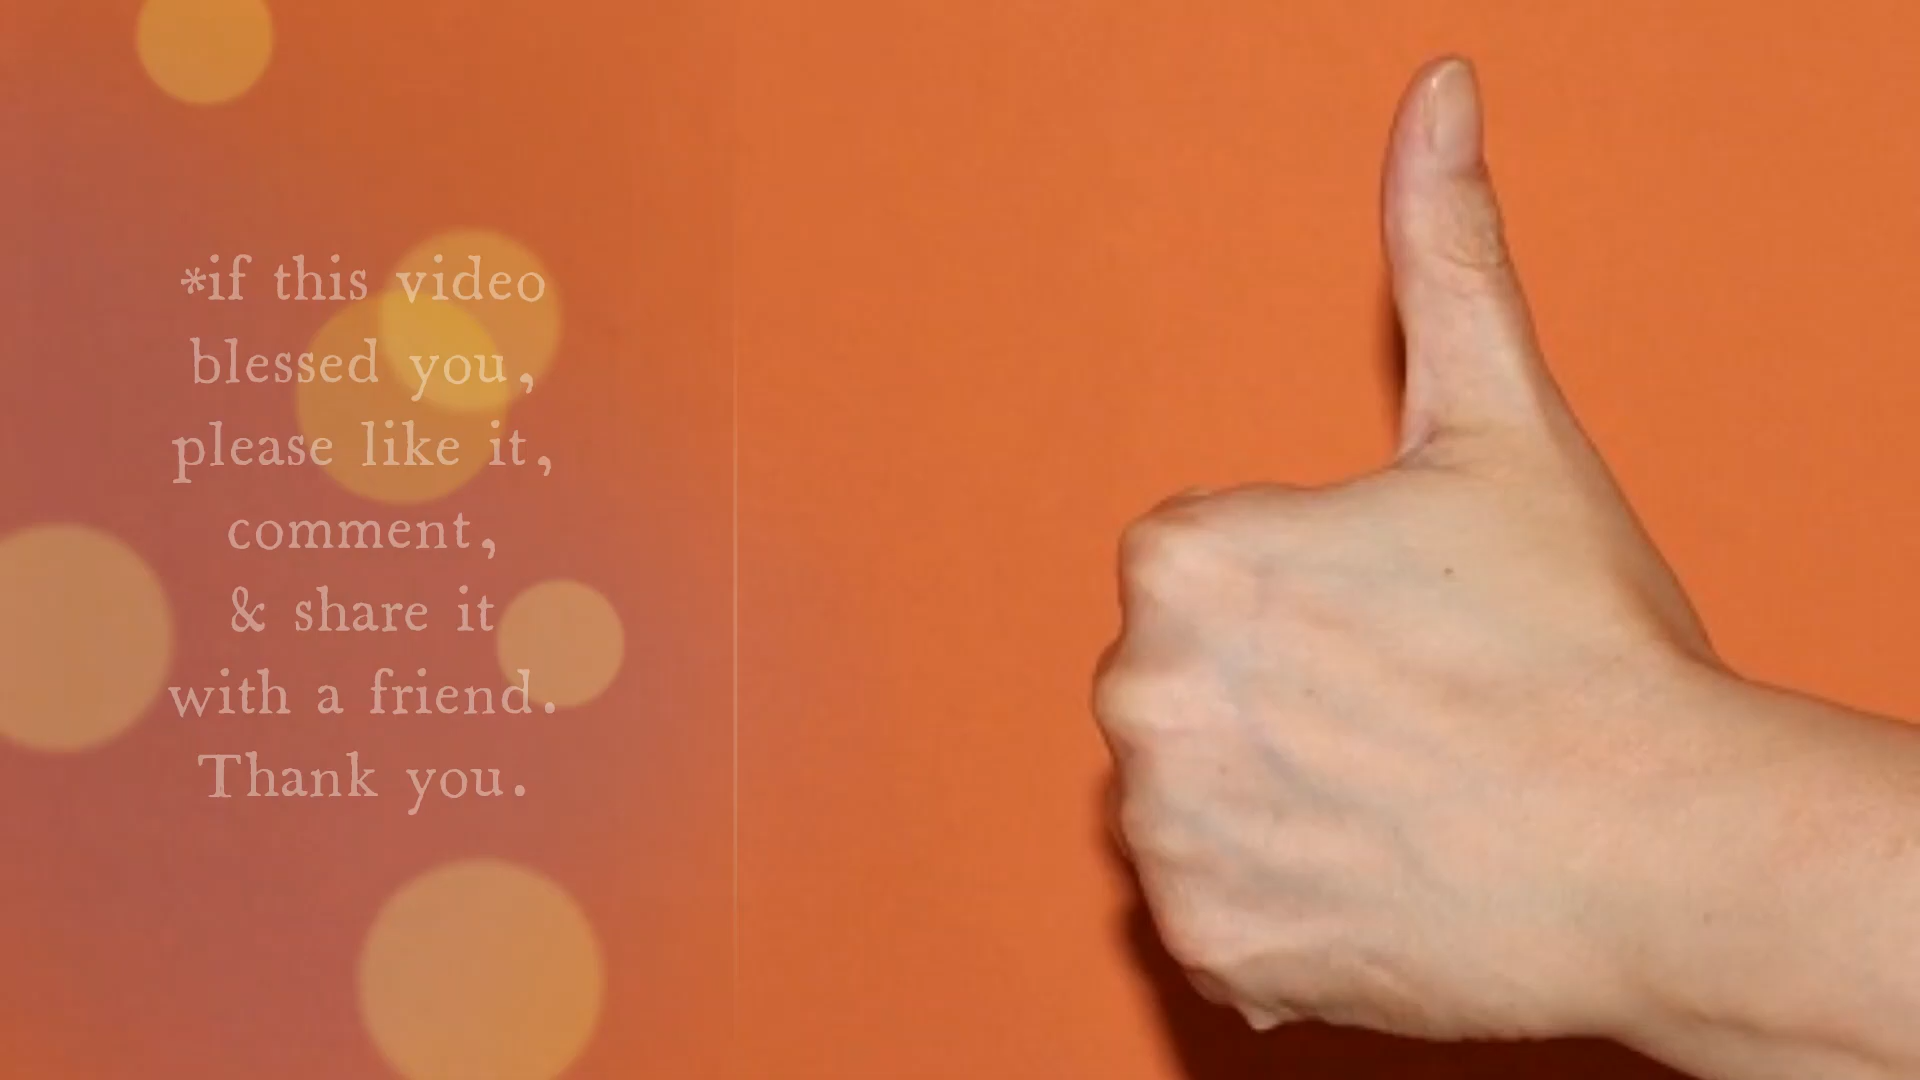 *if this video
blessed you,
please like it,
comment,
& share it
with a friend.
Thank you.